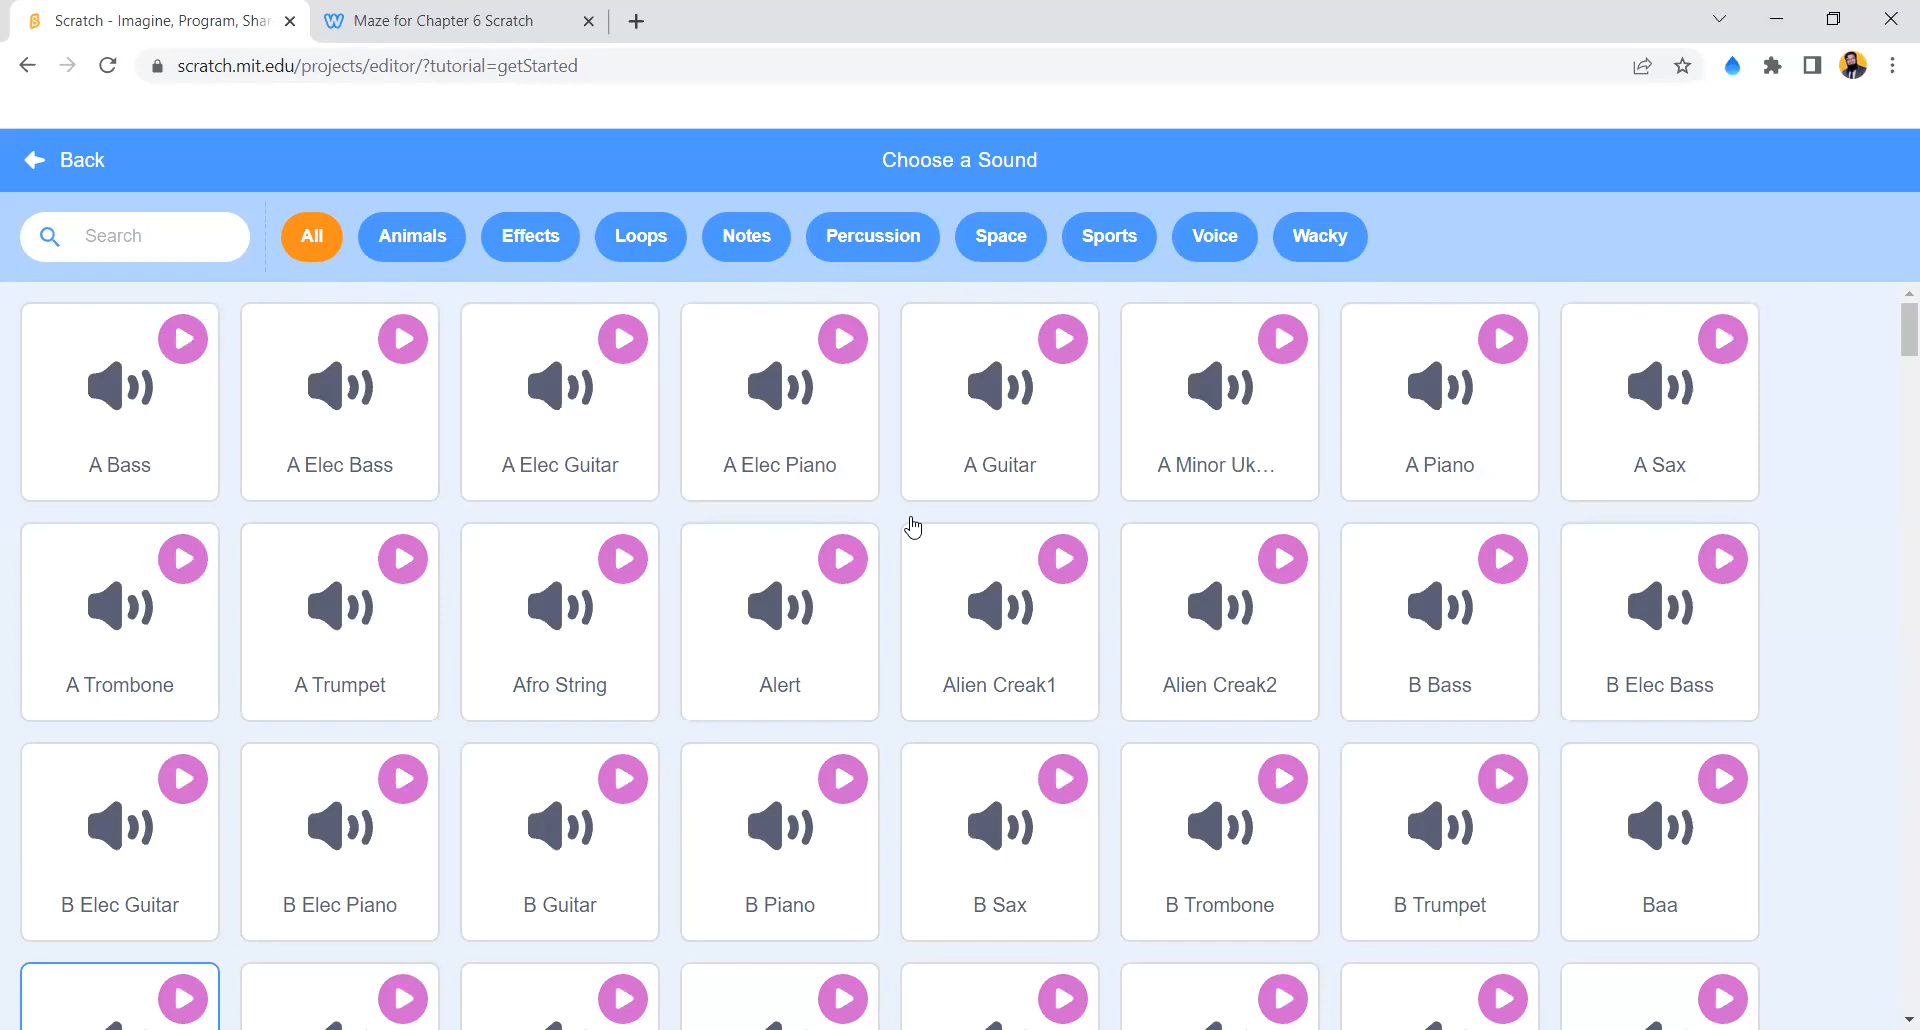 Scratch - Imagine, Program, Shar
Maze for Chapter 6 Scratch
scratch.mit.edu/projects/editor/?tutorial=getStarted
Back
Choose a Sound
Search
All
Animals
Effects
Loops
Notes
Percussion
Space
Sports
Voice
Wacky
A Bass
A Elec Bass
A Elec Guitar
A Elec Piano
A Guitar
A Minor Uk...
A Piano
A Sax
A Trombone
A Trumpet
Afro String
Alert
Alien Creak1
Alien Creak2
B Bass
B Elec Bass
B Elec Guitar
B Elec Piano
B Guitar
B Piano
B Sax
B Trombone
B Trumpet
Baa